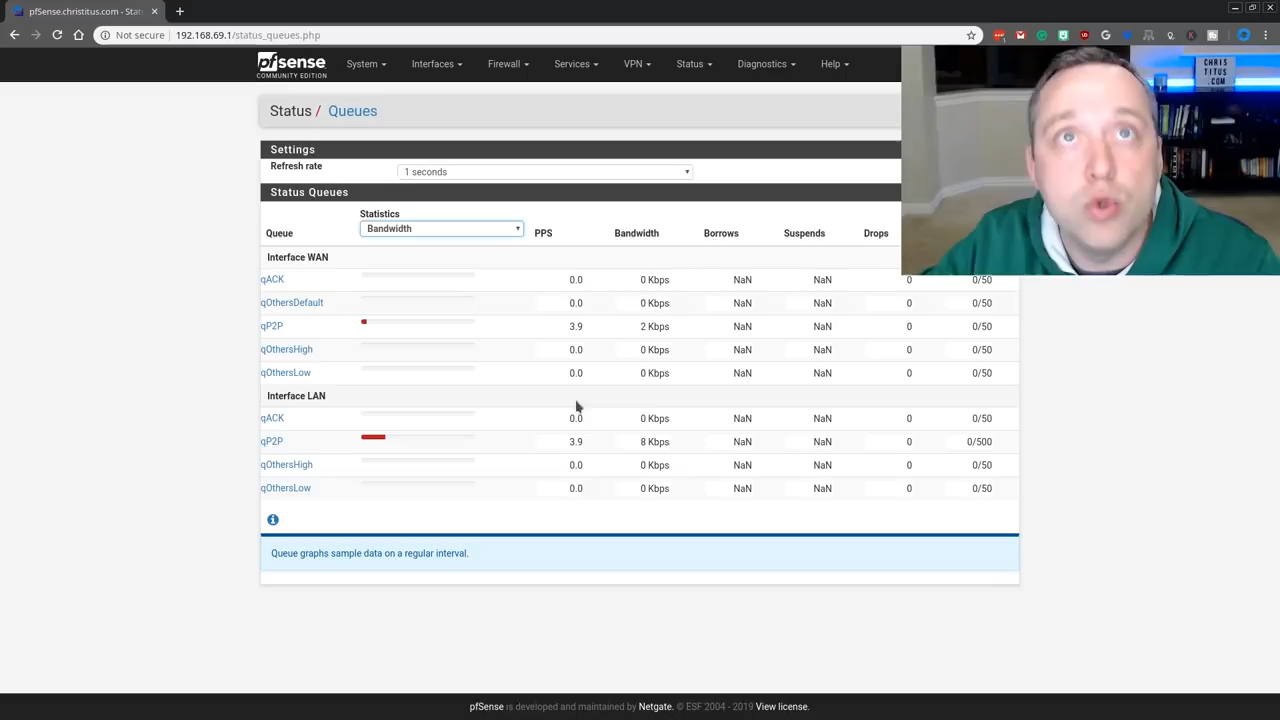 pfSense.christitus.com - Stat
Not secure | 192.168.69.1/status_queues.php
pfsense
COMMUNITY EDITION
System
Interfaces
Firewall
Services
VPN
Status
Diagnostics
Help
CHRIS
TITUS
.COM
Status / Queues
Settings
Refresh rate
1 seconds
Status Queues
Queue Statistics PPS Bandwidth Borrows Suspends Drops
Bandwidth
Interface WAN
qACK 0.0 0 Kbps NaN NaN 0 0/50
qOthersDefault 0.0 0 Kbps NaN NaN 0 0/50
qP2P 3.9 2 Kbps NaN NaN 0 0/50
qOthersHigh 0.0 0 Kbps NaN NaN 0 0/50
qOthersLow 0.0 0 Kbps NaN NaN 0 0/50
Interface LAN
qACK 0.0 0 Kbps NaN NaN 0 0/50
qP2P 3.9 8 Kbps NaN NaN 0 0/500
qOthersHigh 0.0 0 Kbps NaN NaN 0 0/50
qOthersLow 0.0 0 Kbps NaN NaN 0 0/50
Queue graphs sample data on a regular interval.
pfSense is developed and maintained by Netgate. © ESF 2004 - 2019 View license.